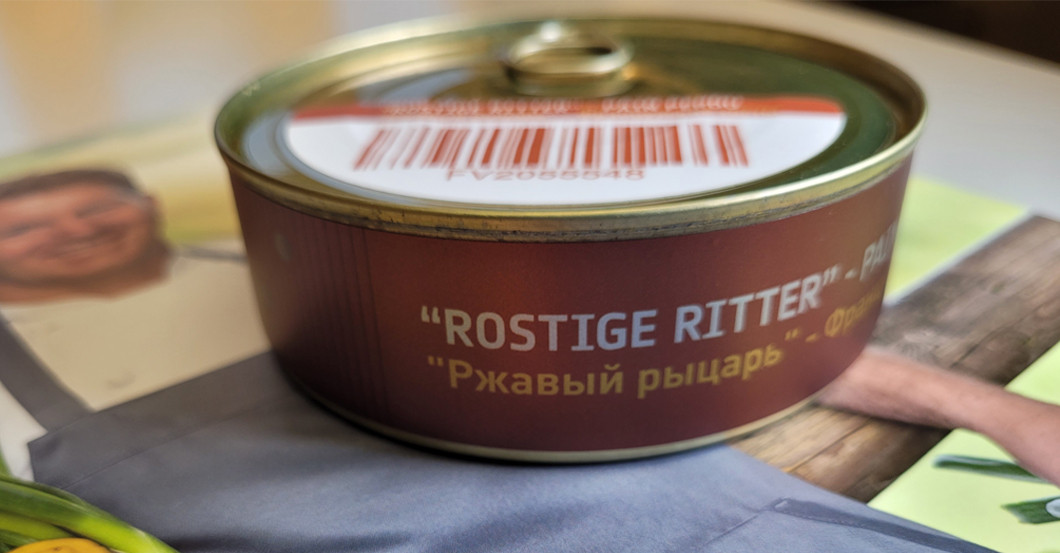 FV2055548
"ROSTIGE RITTER" -
"Ржавый рыцарь" -